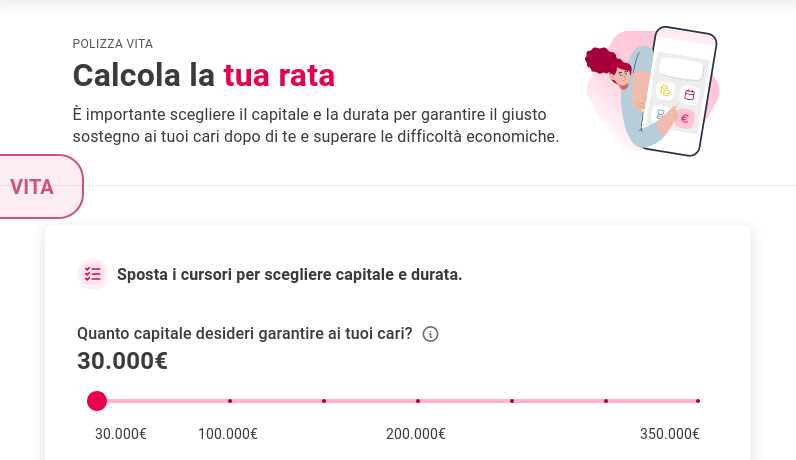 POLIZZA VITA
Calcola la tua rata
È importante scegliere il capitale e la durata per garantire il giusto
sostegno ai tuoi cari dopo di te e superare le difficoltà economiche.
VITA
Sposta i cursori per scegliere capitale e durata.
Quanto capitale desideri garantire ai tuoi cari?
30.000€
30.000€ 100.000€ 200.000€ 350.000€